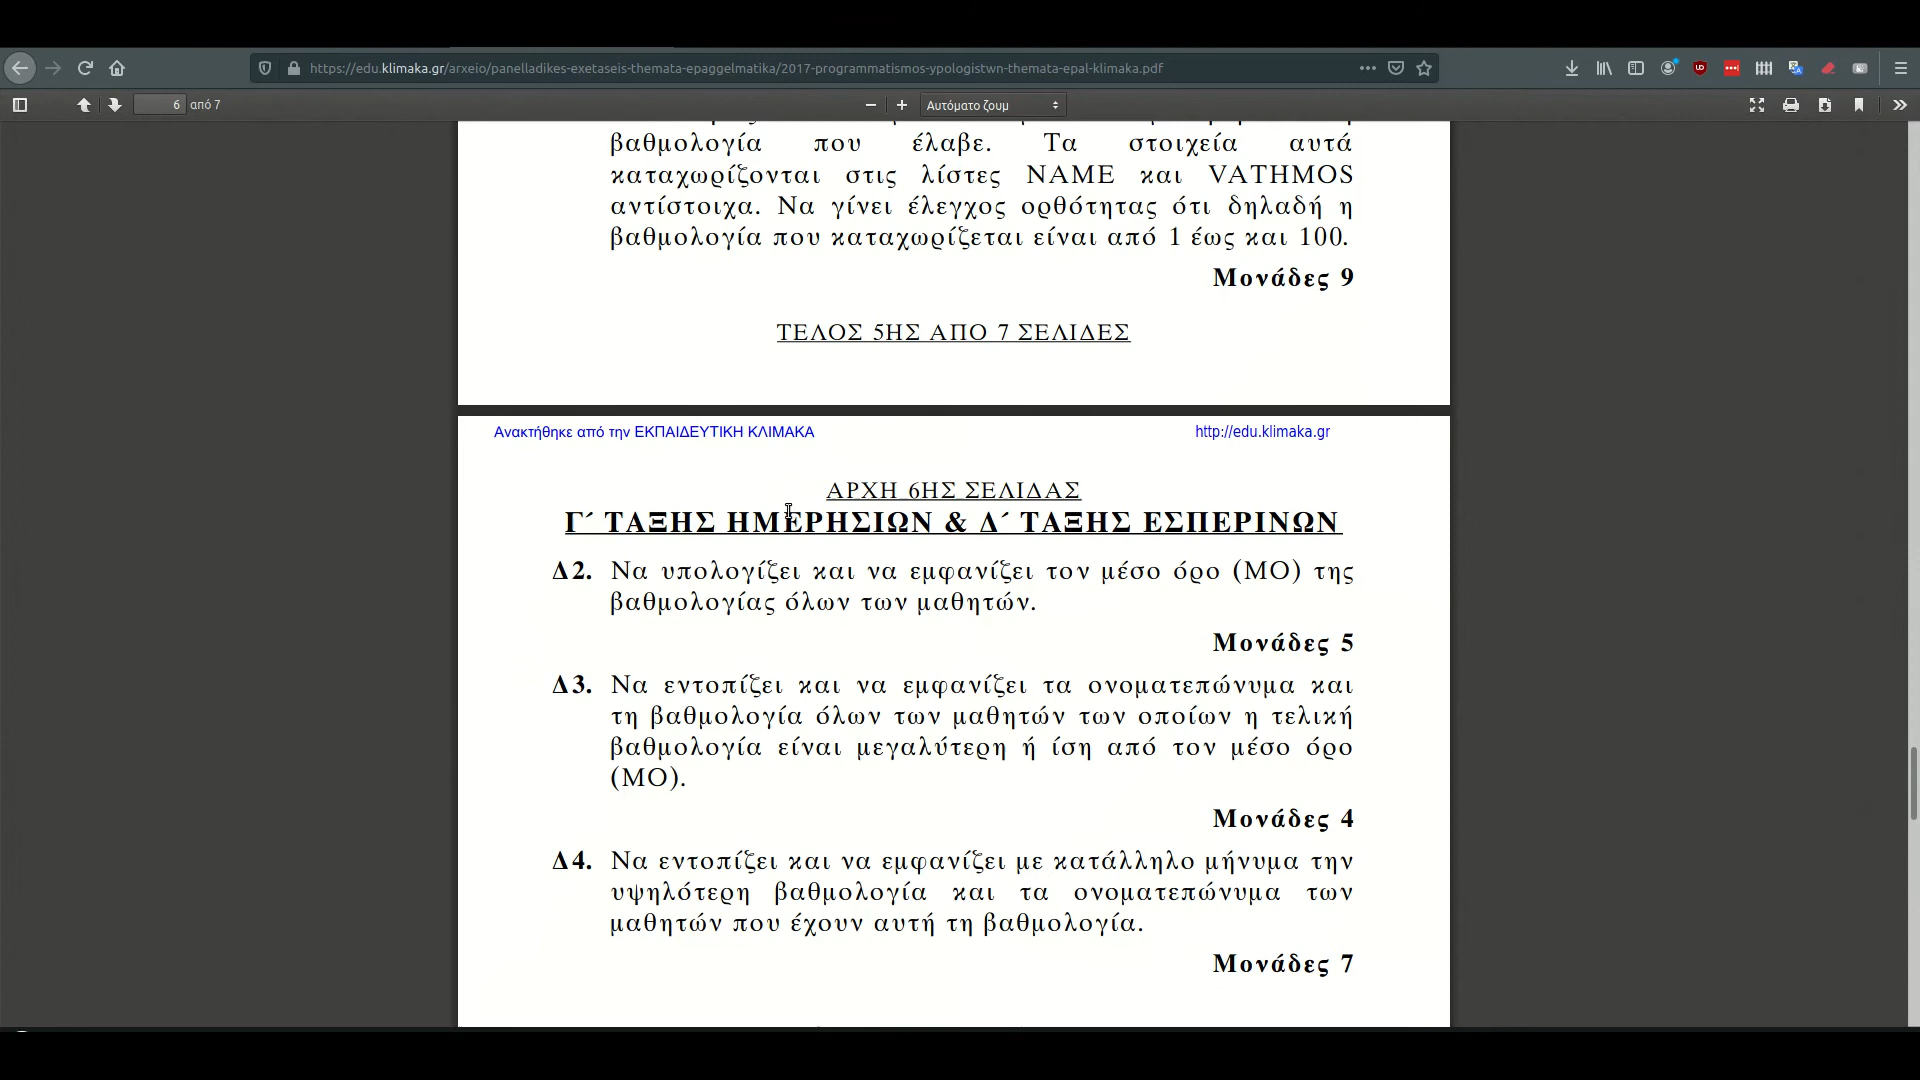 https://edu.klimaka.gr/arxeio/panelladikes-exetaseis-themata-epaggelmatika/2017-programmatismos-ypologistwn-themata-epal-klimaka.pdf
6 από 7
Αυτόματο ζουμ
βαθμολογία που έλαβε. Τα στοιχεία αυτά
καταχωρίζονται στις λίστες NAME και VATHMOS
αντίστοιχα. Να γίνει έλεγχος ορθότητας ότι δηλαδή η
βαθμολογία που καταχωρίζεται είναι από 1 έως και 100.
Μονάδες 9
ΤΕΛΟΣ 5ΗΣ ΑΠΟ 7 ΣΕΛΙΔΕΣ
Ανακτήθηκε από την ΕΚΠΑΙΔΕΥΤΙΚΗ ΚΛΙΜΑΚΑ http://edu.klimaka.gr
ΑΡΧΗ 6ΗΣ ΣΕΛΙΔΑΣ
Γ΄ ΤΑΞΗΣ ΗΜΕΡΗΣΙΩΝ & Δ΄ ΤΑΞΗΣ ΕΣΠΕΡΙΝΩΝ
Δ2. Να υπολογίζει και να εμφανίζει τον μέσο όρο (ΜΟ) της
βαθμολογίας όλων των μαθητών.
Μονάδες 5
Δ3. Να εντοπίζει και να εμφανίζει τα ονοματεπώνυμα και
τη βαθμολογία όλων των μαθητών των οποίων η τελική
βαθμολογία είναι μεγαλύτερη ή ίση από τον μέσο όρο
(ΜΟ).
Μονάδες 4
Δ4. Να εντοπίζει και να εμφανίζει με κατάλληλο μήνυμα την
υψηλότερη βαθμολογία και τα ονοματεπώνυμα των
μαθητών που έχουν αυτή τη βαθμολογία.
Μονάδες 7